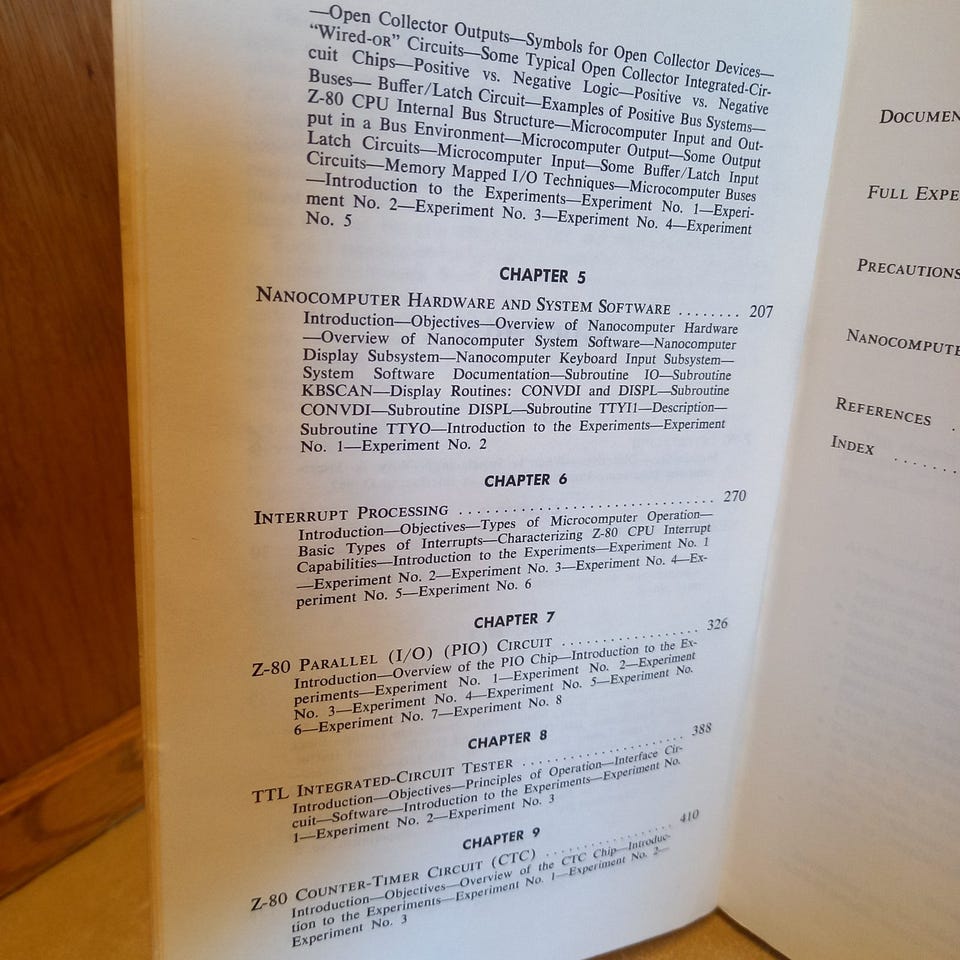 —Open Collector Outputs—Symbols for Open Collector Devices—
“Wired-OR” Circuits—Some Typical Open Collector Integrated-Cir-
cuit Chips—Positive vs. Negative Logic—Positive vs. Negative
Buses— Buffer/Latch Circuit—Examples of Positive Bus Systems—
Z-80 CPU Internal Bus Structure—Microcomputer Input and Out-
put in a Bus Environment—Microcomputer Output—Some Output
Latch Circuits—Microcomputer Input—Some Buffer/Latch Input
Circuits—Memory Mapped I/O Techniques—Microcomputer Buses
—Introduction to the Experiments—Experiment No. 1—Experi-
ment No. 2—Experiment No. 3—Experiment No. 4—Experiment
No. 5
CHAPTER 5
NANOCOMPUTER HARDWARE AND SYSTEM SOFTWARE . . . . . . . . 207
Introduction—Objectives—Overview of Nanocomputer Hardware
—Overview of Nanocomputer System Software—Nanocomputer
Display Subsystem—Nanocomputer Keyboard Input Subsystem—
System Software Documentation—Subroutine IO—Subroutine
KBSCAN—Display Routines: CONVDI and DISPL—Subroutine
CONVDI—Subroutine DISPL—Subroutine TTYI1—Description—
Subroutine TTYO—Introduction to the Experiments—Experiment
No. 1—Experiment No. 2
CHAPTER 6
INTERRUPT PROCESSING . . . . . . . . . . . . . . . . . . . . . . . . . . . . . . 270
Introduction—Objectives—Types of Microcomputer Operation—
Basic Types of Interrupts—Characterizing Z-80 CPU Interrupt
Capabilities—Introduction to the Experiments—Experiment No. 1
—Experiment No. 2—Experiment No. 3—Experiment No. 4—Ex-
periment No. 5—Experiment No. 6
CHAPTER 7
Z-80 PARALLEL (I/O) (PIO) CIRCUIT . . . . . . . . . . . . . . . . . 326
Introduction—Overview of the PIO Chip—Introduction to the Ex-
periments—Experiment No. 1—Experiment No. 2—Experiment
No. 3—Experiment No. 4—Experiment No. 5—Experiment No.
6—Experiment No. 7—Experiment No. 8
CHAPTER 8
TTL INTEGRATED-CIRCUIT TESTER . . . . . . . . . . . . . . . . . . . . 388
Introduction—Objectives—Principles of Operation—Interface Cir-
cuit—Software—Introduction to the Experiments—Experiment No.
1—Experiment No. 2—Experiment No. 3
CHAPTER 9
Z-80 COUNTER-TIMER CIRCUIT (CTC) . . . . . . . . . . . . . . . . 410
Introduction—Objectives—Overview of the CTC Chip—Introduc-
tion to the Experiments—Experiment No. 1—Experiment No. 2—
Experiment No. 3
DOCUMEN
FULL EXPE
PRECAUTIONS
NANOCOMPUTE
REFERENCES .
INDEX . . . . . .